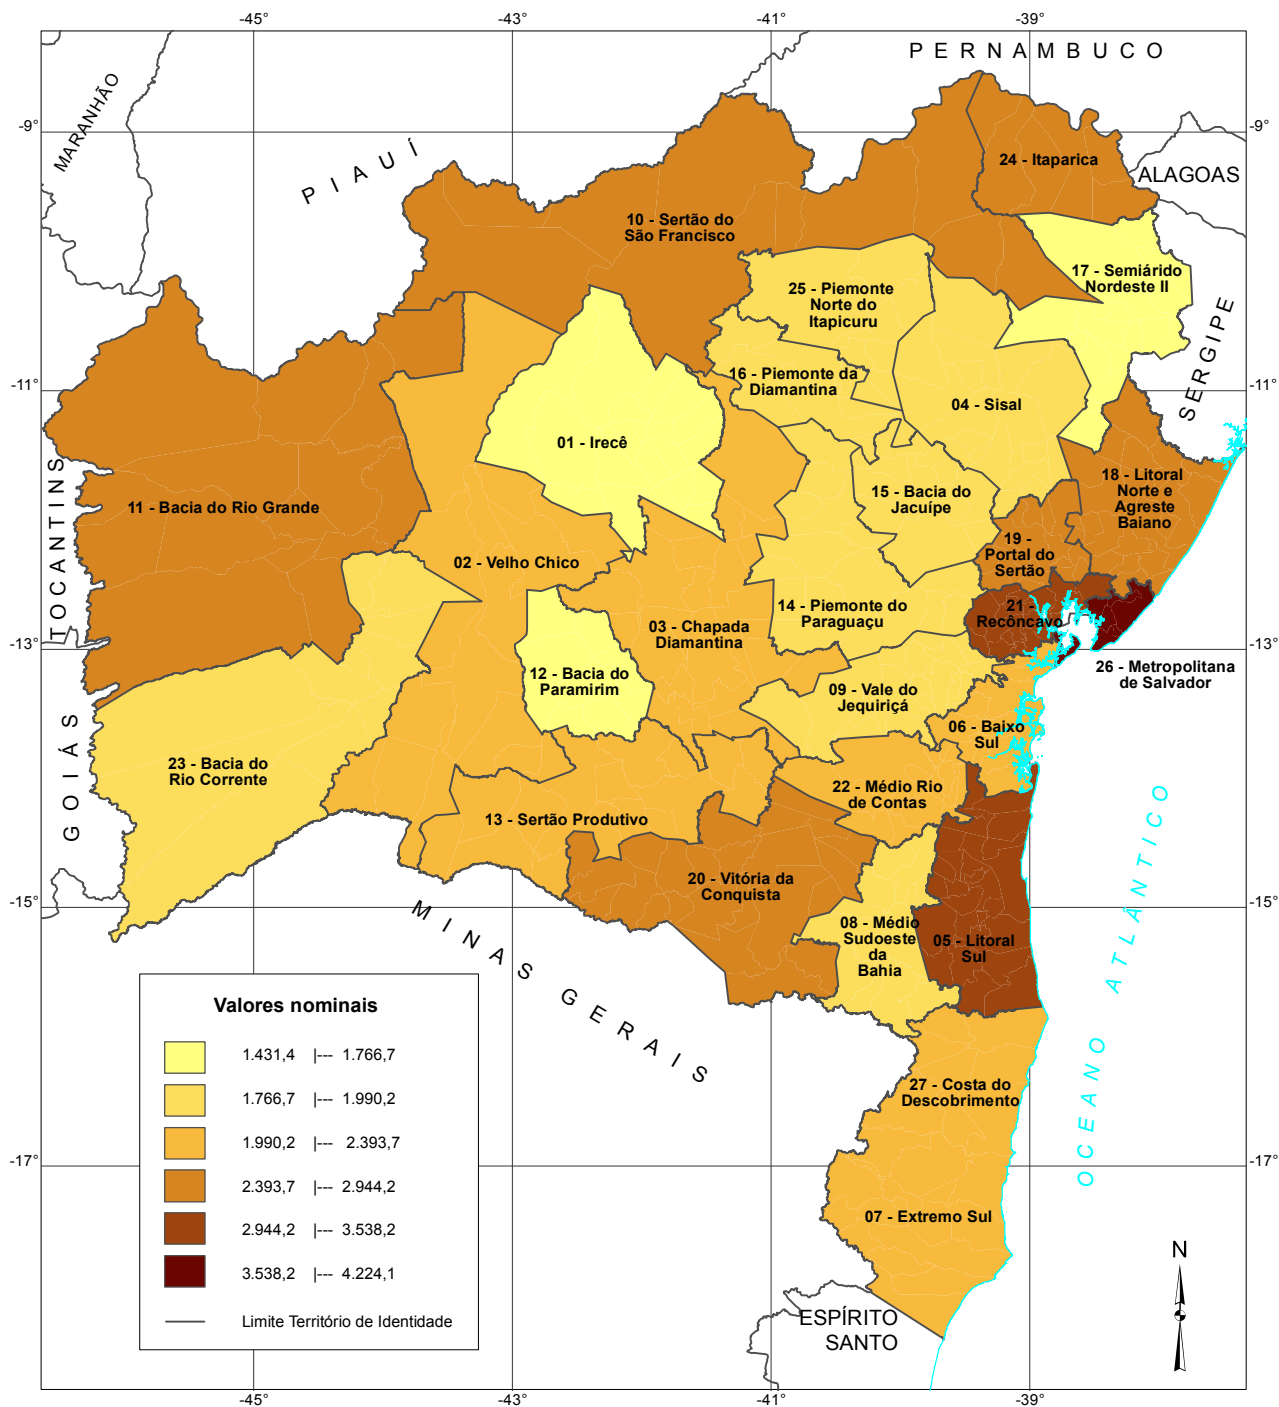 -45°
-43°
-41°
-39°
PERNAMBUCO
MARANHÃO
-9°
-9°
PIAUÍ
24 - Itaparica
ALAGOAS
10 - Sertão do
São Francisco
17 - Semiárido
Nordeste II
25 - Piemonte
Norte do
Itapicuru
SERGIPE
-11°
-11°
16 - Piemonte da
Diamantina
04 - Sisal
01 - Irecê
TOCANTINS
11 - Bacia do Rio Grande
15 - Bacia do
Jacuípe
18 - Litoral
Norte e
Agreste
Baiano
19 -
Portal do
Sertão
02 - Velho Chico
14 - Piemonte do
Paraguaçu
21 -
Recôncavo
03 - Chapada
Diamantina
-13°
-13°
26 - Metropolitana
de Salvador
12 - Bacia do
Paramirim
09 - Vale do
Jequiriçá
06 - Baixo
Sul
GOIÁS
23 - Bacia do
Rio Corrente
22 - Médio Rio
de Contas
13 - Sertão Produtivo
20 - Vitória da
Conquista
-15°
-15°
08 - Médio
Sudoeste
da
Bahia
05 - Litoral
Sul
MINAS GERAIS
OCEANO ATLÂNTICO
27 - Costa do
Descobrimento
-17°
-17°
07 - Extremo Sul
ESPÍRITO
SANTO
N
Valores nominais
1.431,4 |--- 1.766,7
1.766,7 |--- 1.990,2
1.990,2 |--- 2.393,7
2.393,7 |--- 2.944,2
2.944,2 |--- 3.538,2
3.538,2 |--- 4.224,1
Limite Território de Identidade
-45°
-43°
-41°
-39°